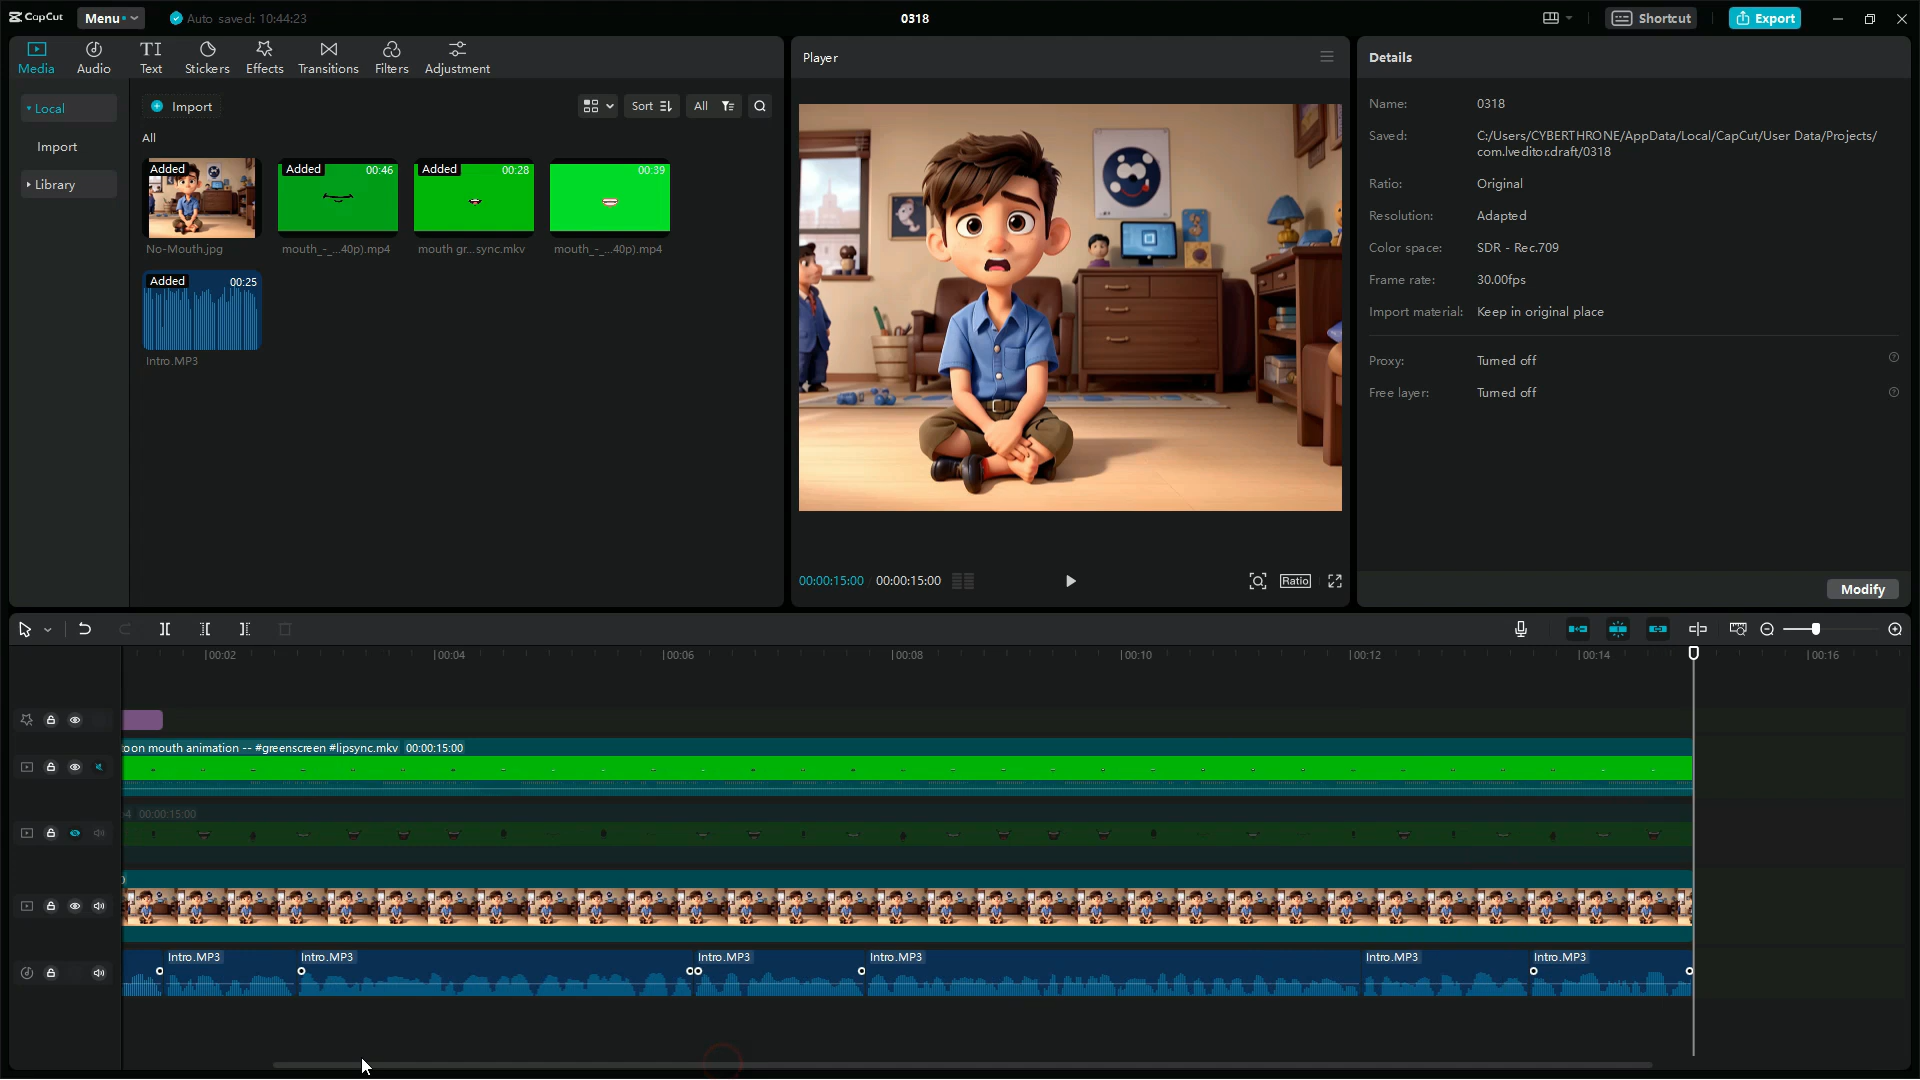 CapCut
Menu
Auto saved: 10:44:23
0318
Shortcut
Export
Media
Audio
Text
Stickers
Effects
Transitions
Filters
Adjustment
Local
Import
Library
Import
Sort
All
All
Added
No-Mouth.jpg
Added 00:46
mouth_-_...40p).mp4
Added 00:28
mouth gr...sync.mkv
00:39
mouth_-_...40p).mp4
Added 00:25
Intro.MP3
Player
00:00:15:00 00:00:15:00
Ratio
Details
Name: 0318
Saved: C:/Users/CYBERTHRONE/AppData/Local/CapCut/User Data/Projects/
com.lveditor.draft/0318
Ratio: Original
Resolution: Adapted
Color space: SDR - Rec.709
Frame rate: 30.00fps
Import material: Keep in original place
Proxy: Turned off
Free layer: Turned off
Modify
00:02 00:04 00:06 00:08 00:10 00:12 00:14 00:16
oon mouth animation -- #greenscreen #lipsync.mkv 00:00:15:00
4 00:00:15:00
Intro.MP3 Intro.MP3 Intro.MP3 Intro.MP3 Intro.MP3 Intro.MP3